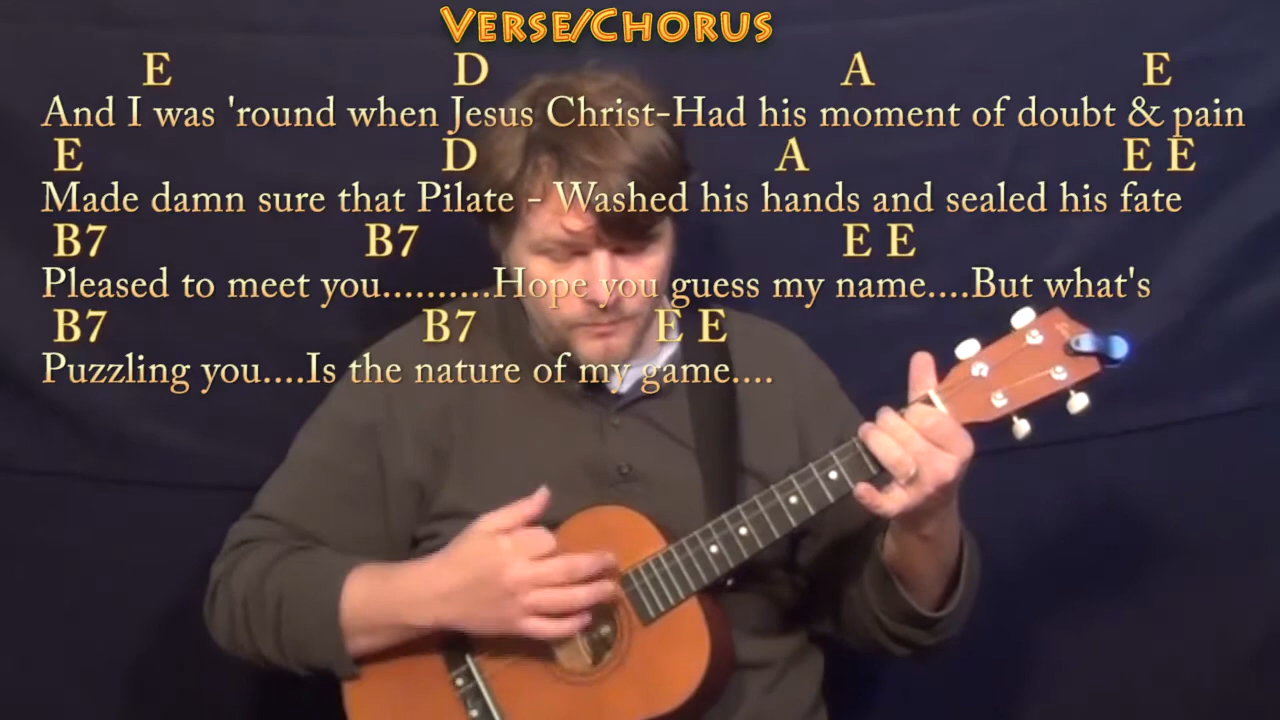 VERSE/CHORUS
E D A E
And I was 'round when Jesus Christ-Had his moment of doubt & pain
E D A E E
Made damn sure that Pilate - Washed his hands and sealed his fate
B7 B7 E E
Pleased to meet you..........Hope you guess my name....But what's
B7 B7 E E
Puzzling you....Is the nature of my game....